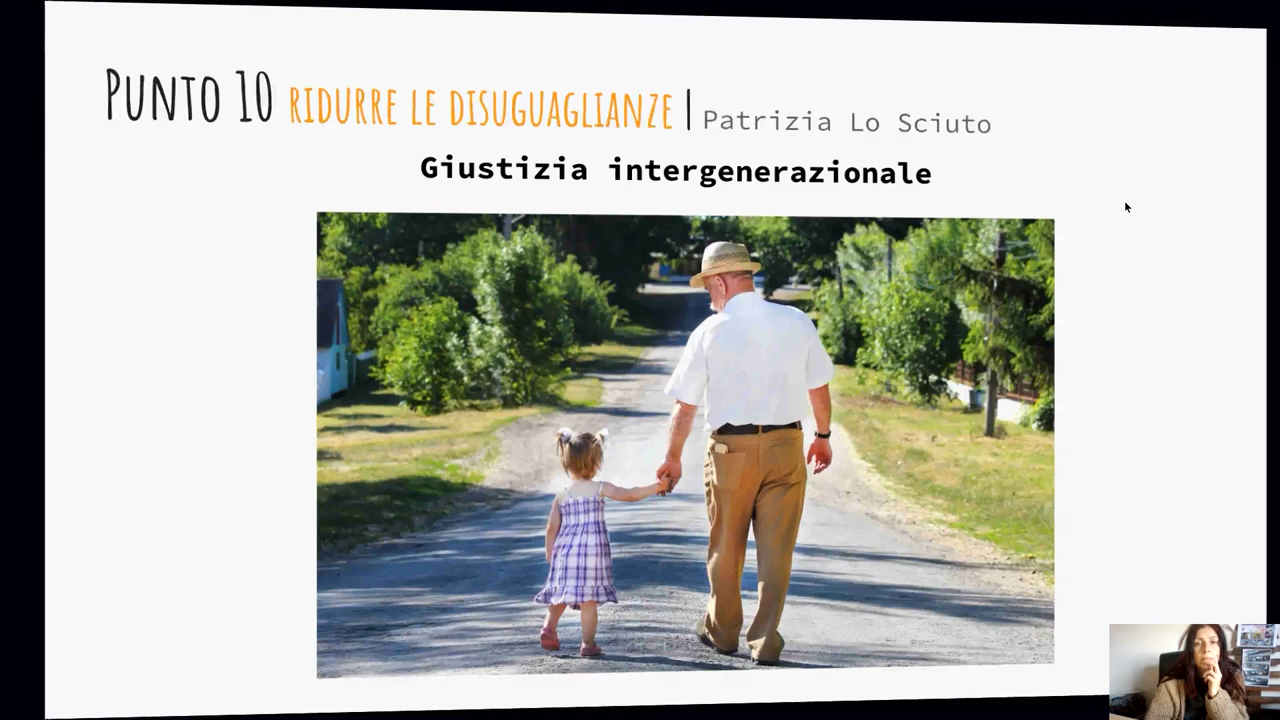 Punto 10 ridurre le disuguaglianze | Patrizia Lo Sciuto
Giustizia intergenerazionale